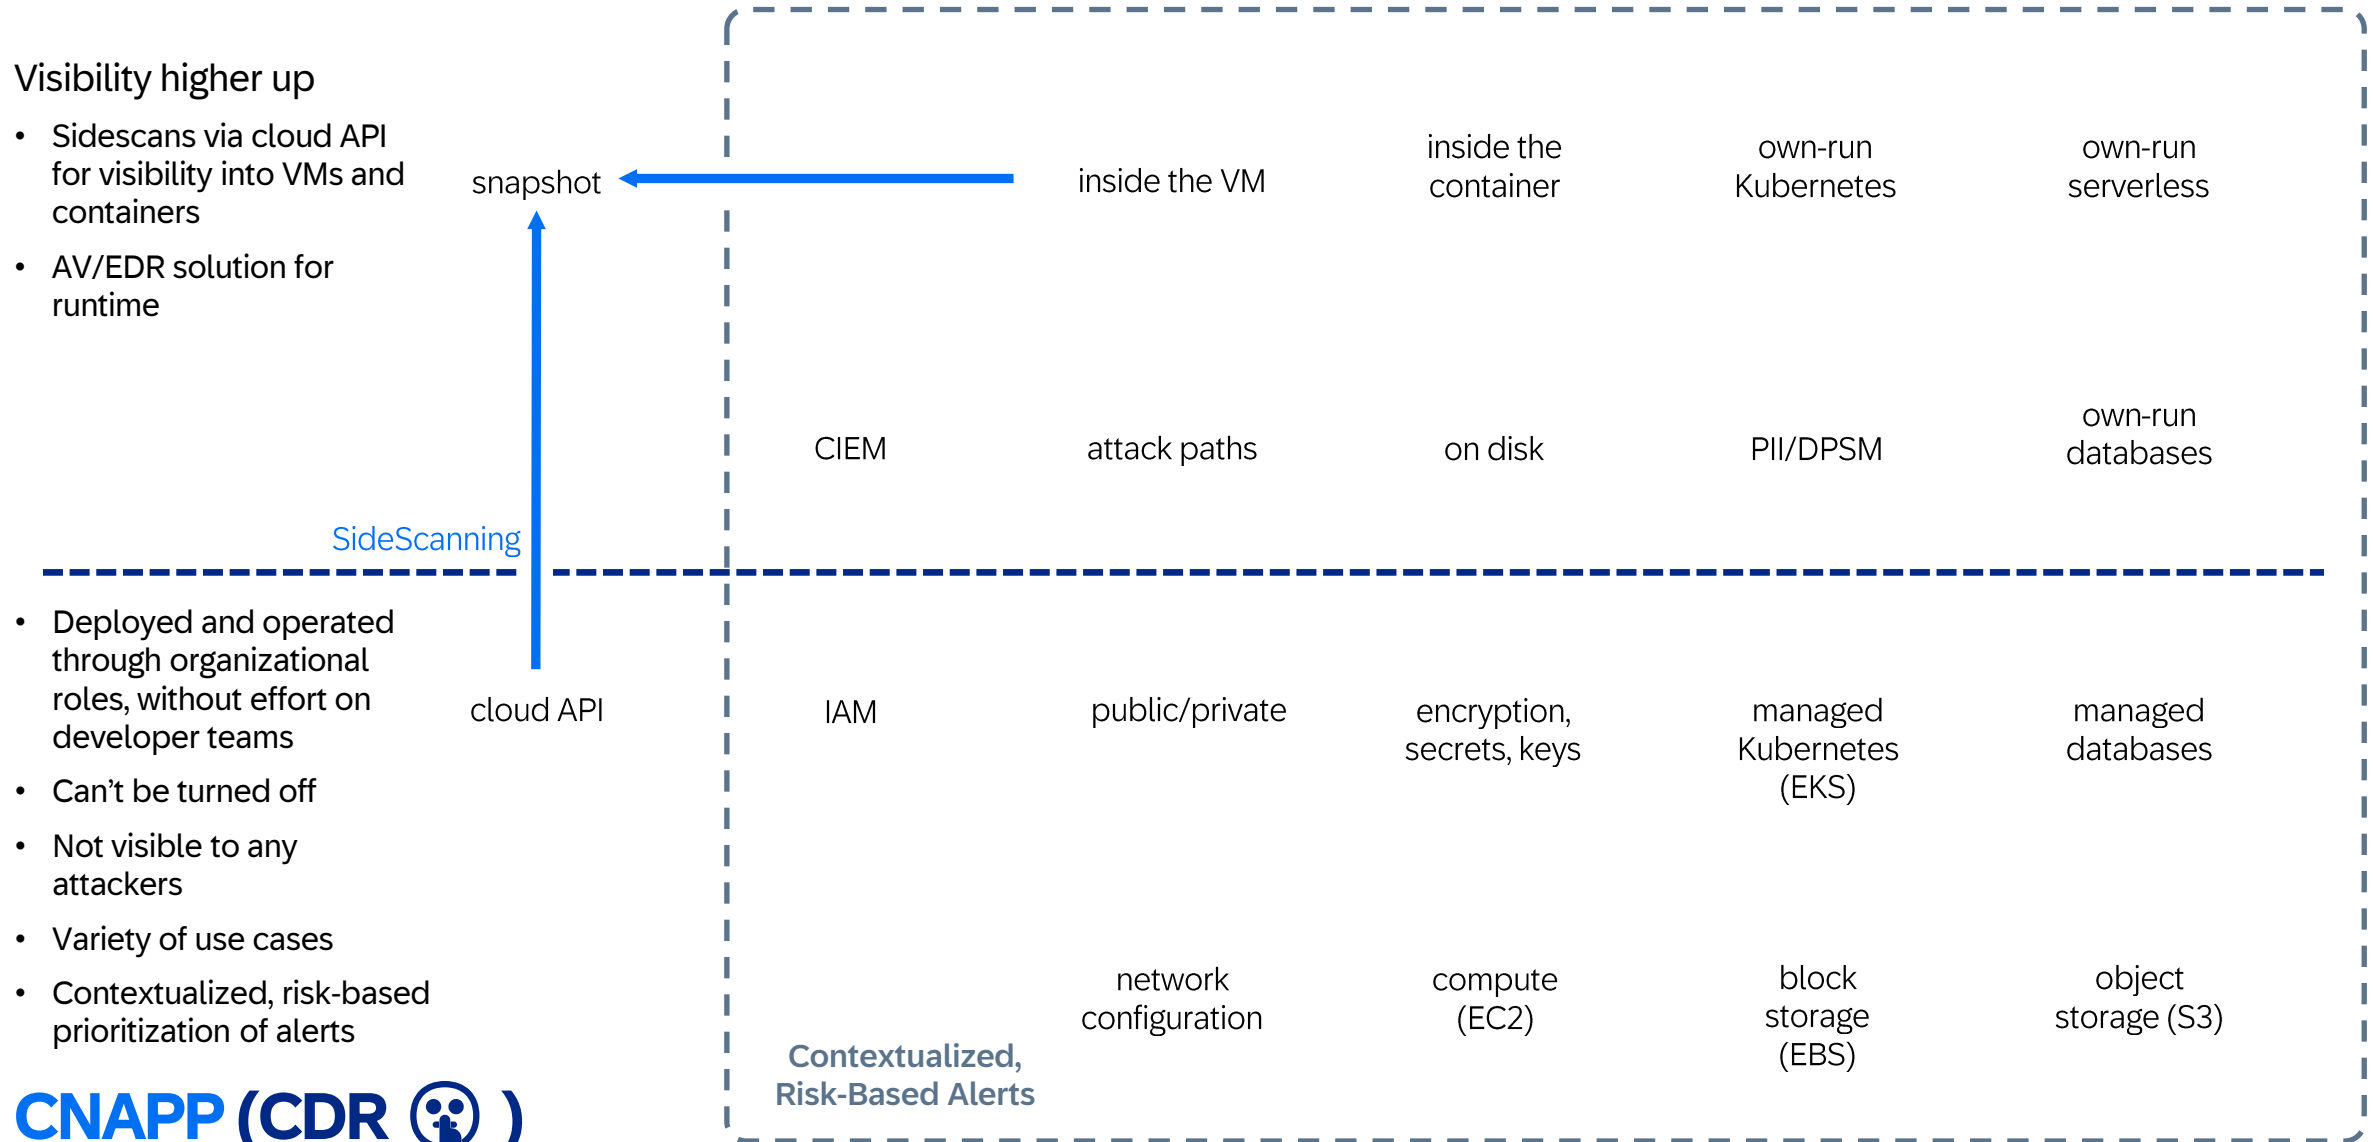 Visibility higher up
• Sidescans via cloud API
for visibility into VMs and
containers
• AV/EDR solution for
runtime
snapshot
inside the VM
inside the
container
own-run
Kubernetes
own-run
serverless
CIEM
attack paths
on disk
PII/DPSM
own-run
databases
SideScanning
• Deployed and operated
through organizational
roles, without effort on
developer teams
• Can’t be turned off
• Not visible to any
attackers
• Variety of use cases
• Contextualized, risk-based
prioritization of alerts
cloud API
IAM
public/private
encryption,
secrets, keys
managed
Kubernetes
(EKS)
managed
databases
network
configuration
compute
(EC2)
block
storage
(EBS)
object
storage (S3)
Contextualized,
Risk-Based Alerts
CNAPP (CDR 🤫 )